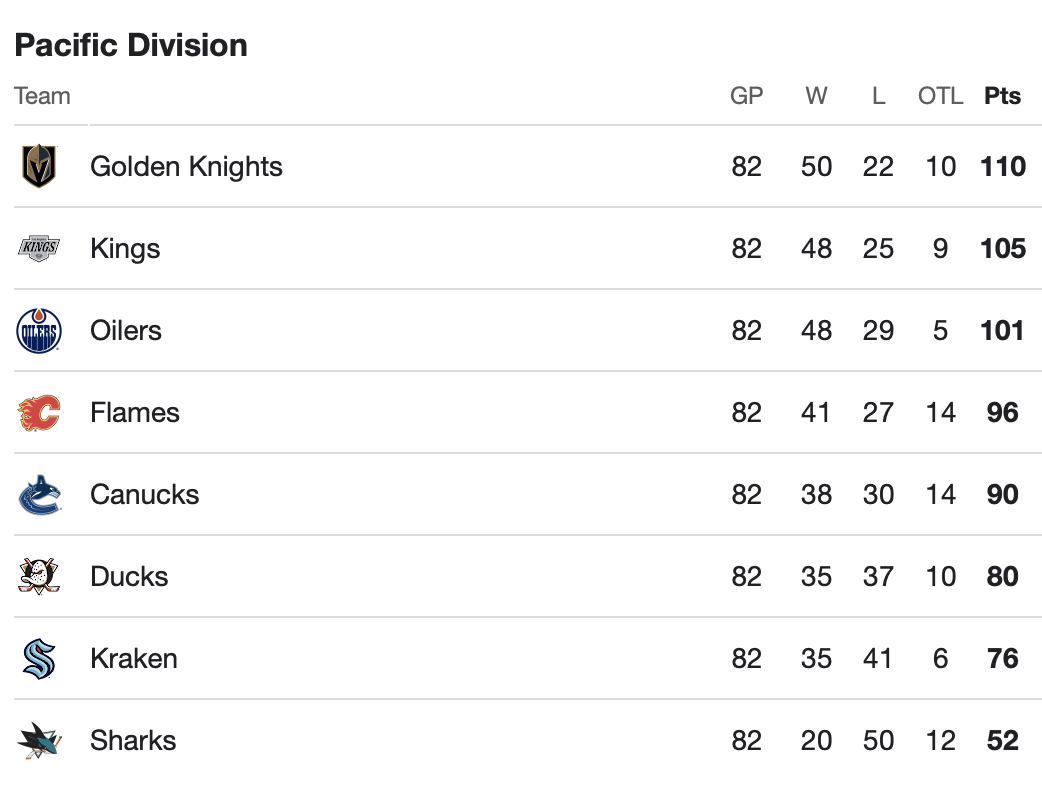 Pacific Division
Team GP W L OTL Pts
Golden Knights 82 50 22 10 110
KINGS Kings 82 48 25 9 105
OILERS Oilers 82 48 29 5 101
Flames 82 41 27 14 96
Canucks 82 38 30 14 90
Ducks 82 35 37 10 80
Kraken 82 35 41 6 76
Sharks 82 20 50 12 52